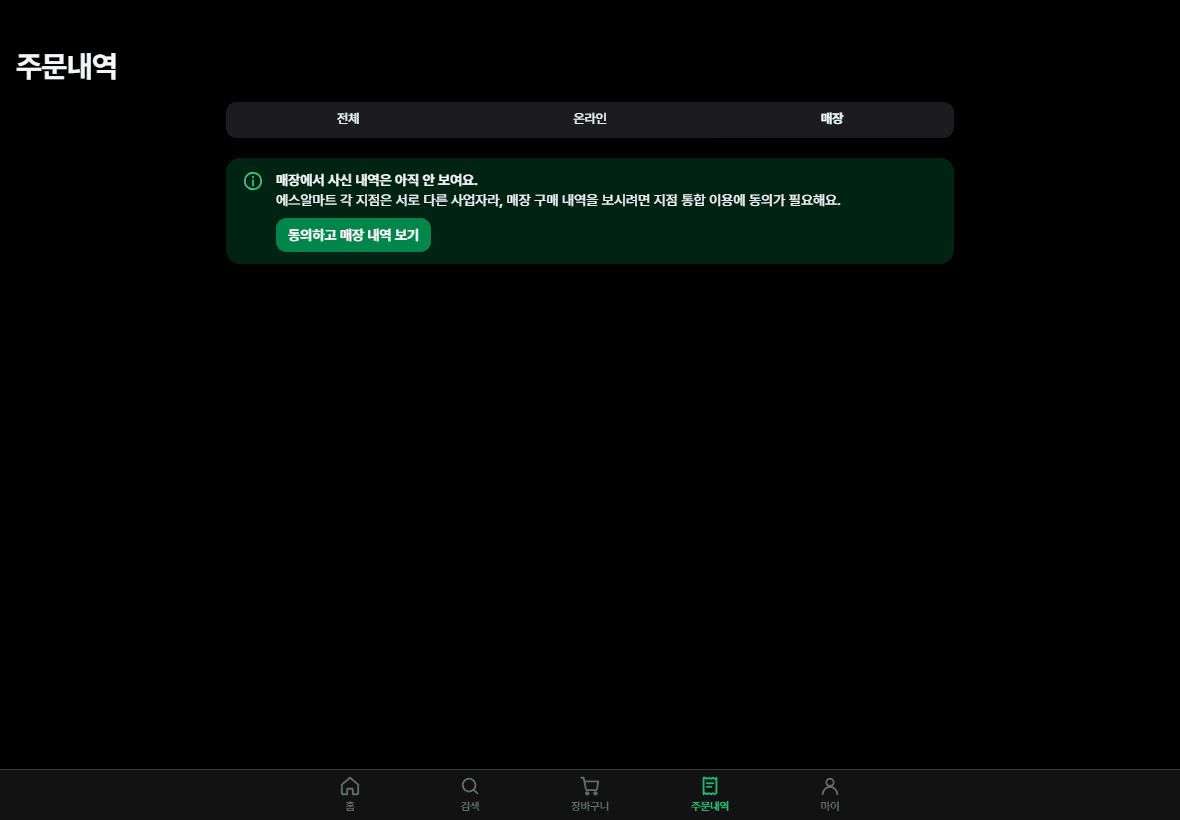 주문내역
전체
온라인
매장
매장에서 사신 내역은 아직 안 보여요.
에스알마트 각 지점은 서로 다른 사업자라, 매장 구매 내역을 보시려면 지점 통합 이용에 동의가 필요해요.
동의하고 매장 내역 보기
홈
검색
장바구니
주문내역
마이